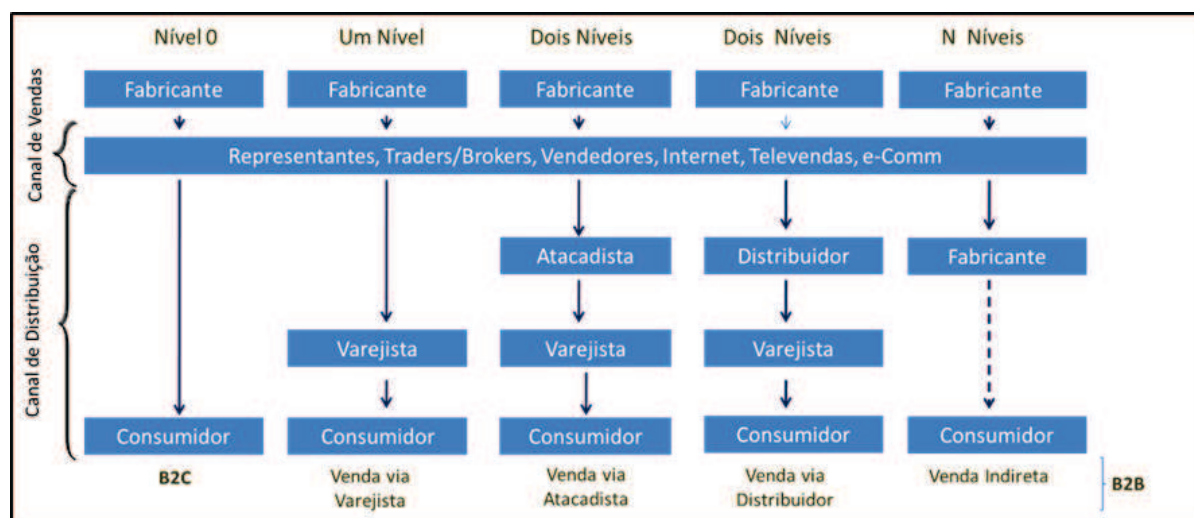 Nível 0 Um Nível Dois Níveis Dois Níveis N Níveis
Fabricante Fabricante Fabricante Fabricante Fabricante
Canal de Vendas
Representantes, Traders/Brokers, Vendedores, Internet, Televendas, e-Comm
Canal de Distribuição
Atacadista Distribuidor Fabricante
Varejista Varejista Varejista
Consumidor Consumidor Consumidor Consumidor Consumidor
B2C Venda via Venda via Venda via Venda Indireta B2B
Varejista Atacadista Distribuidor